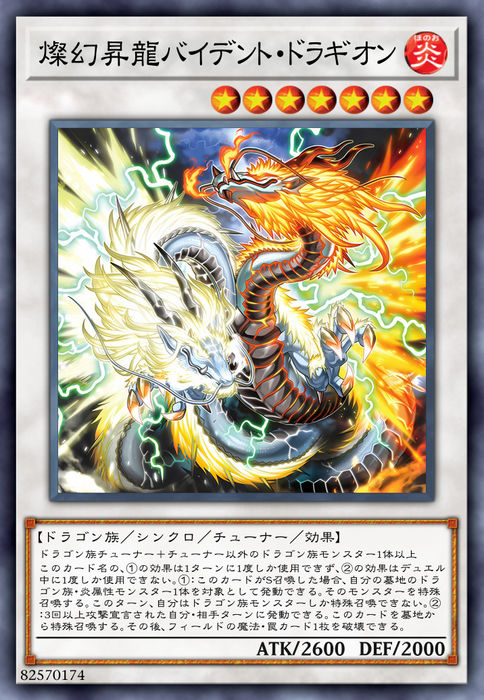 燦幻昇龍バイデント・ドラギオン
ほのお
炎
【ドラゴン族／シンクロ／チューナー／効果】
ドラゴン族チューナー＋チューナー以外のドラゴン族モンスター1体以上
このカード名の、①の効果は1ターンに1度しか使用できず、②の効果はデュエル
中に1度しか使用できない。①：このカードがS召喚した場合、自分の墓地のドラ
ゴン族・炎属性モンスター1体を対象として発動できる。そのモンスターを特殊
召喚する。このターン、自分はドラゴン族モンスターしか特殊召喚できない。②
：3回以上攻撃宣言された自分・相手ターンに発動できる。このカードを墓地か
ら特殊召喚する。その後、フィールドの魔法・罠カード1枚を破壊できる。
ATK/2600 DEF/2000
82570174